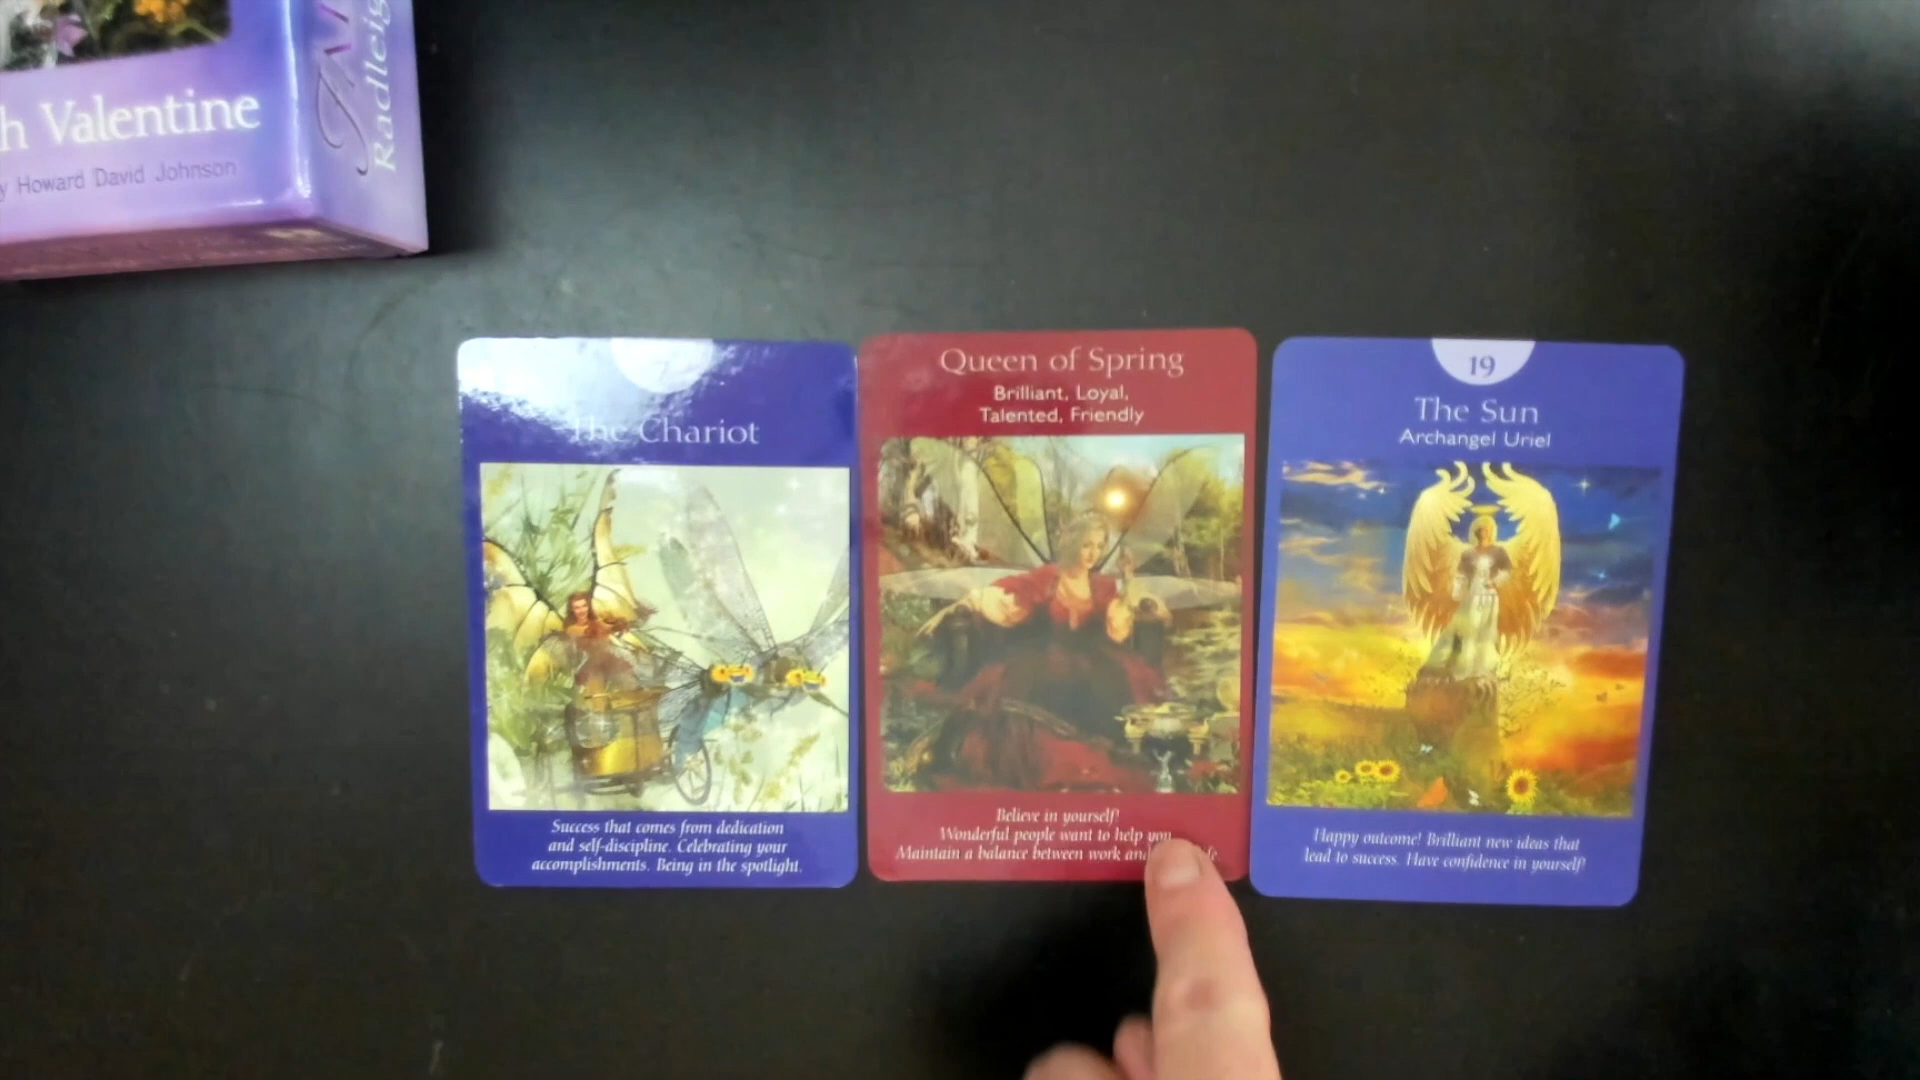 h Valentine
y Howard David Johnson
Radleig
The Chariot
Success that comes from dedication
and self-discipline. Celebrating your
accomplishments. Being in the spotlight.
Queen of Spring
Brilliant, Loyal,
Talented, Friendly
Believe in yourself!
Wonderful people want to help you
Maintain a balance between work and
19
The Sun
Archangel Uriel
Happy outcome! Brilliant new ideas that
lead to success. Have confidence in yourself!